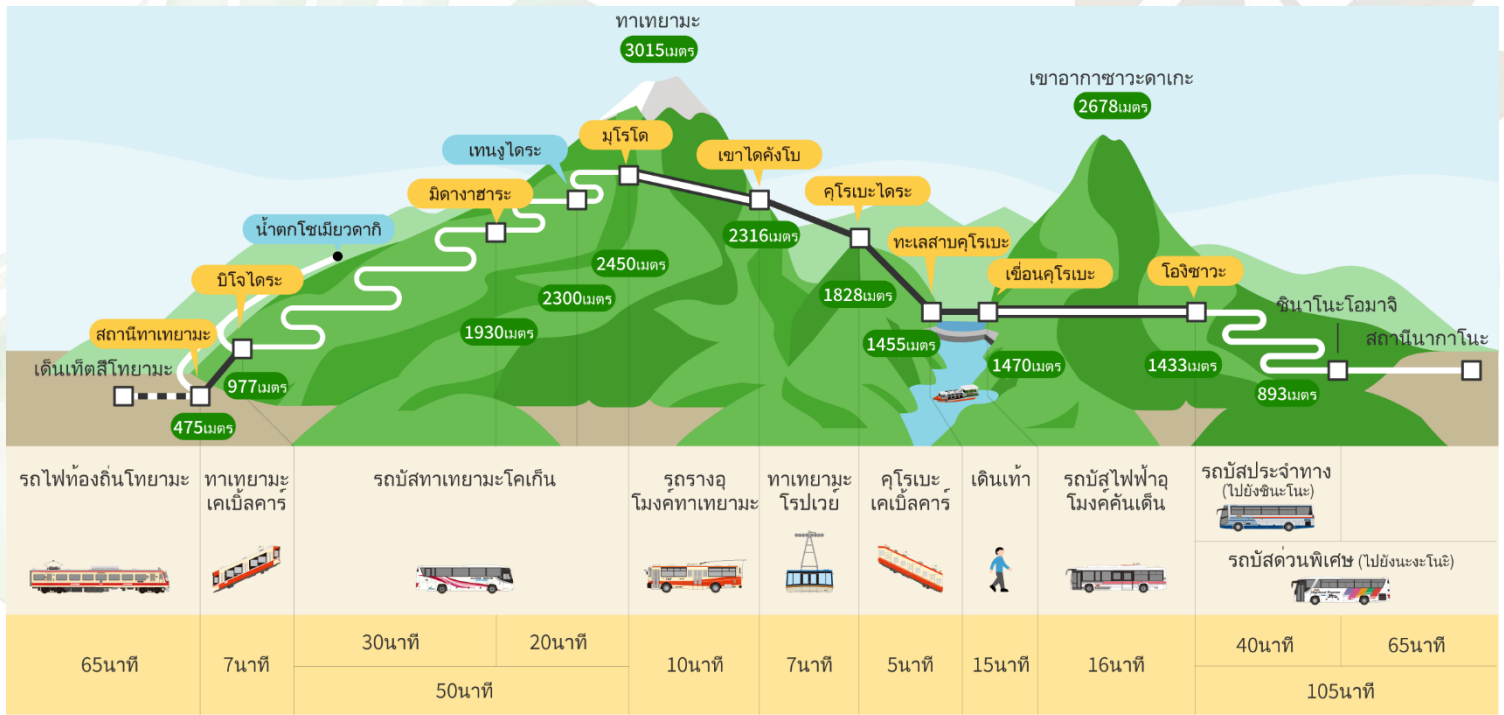 ทาเทยามะ
3015เมตร
เขาอากาซาวะดาเกะ
2678เมตร
มุโรโด
เทนงูไดระ
เขาไดคังโบ
มิดางาฮาระ
คุโรเบะไดระ
น้ำตกโชเมียวดากิ
ทะเลสาบคุโรเบะ
2316เมตร
2450เมตร
เขื่อนคุโรเบะ
โองิซาวะ
บิโจไดระ
2300เมตร
1828เมตร
ชินาโนะโอมาจิ
สถานีทาเทยามะ
1930เมตร
สถานีนากาโนะ
1455เมตร
1470เมตร
1433เมตร
เด็นเท็ตสึโทยามะ
977เมตร
893เมตร
475เมตร
รถไฟท้องถิ่นโทยามะ
ทาเทยามะ
เคเบิ้ลคาร์
รถบัสทาเทยามะโคเก็น
รถรางอุ
โมงค์ทาเทยามะ
ทาเทยามะ
โรปเวย์
คุโรเบะ
เคเบิ้ลคาร์
เดินเท้า
รถบัสไฟฟ้าอุ
โมงค์คันเด็น
รถบัสประจำทาง
(ไปยังชินะโนะ)
รถบัสด่วนพิเศษ (ไปยังนะงะโนะ)
65นาที
7นาที
30นาที
20นาที
50นาที
10นาที
7นาที
5นาที
15นาที
16นาที
40นาที
65นาที
105นาที